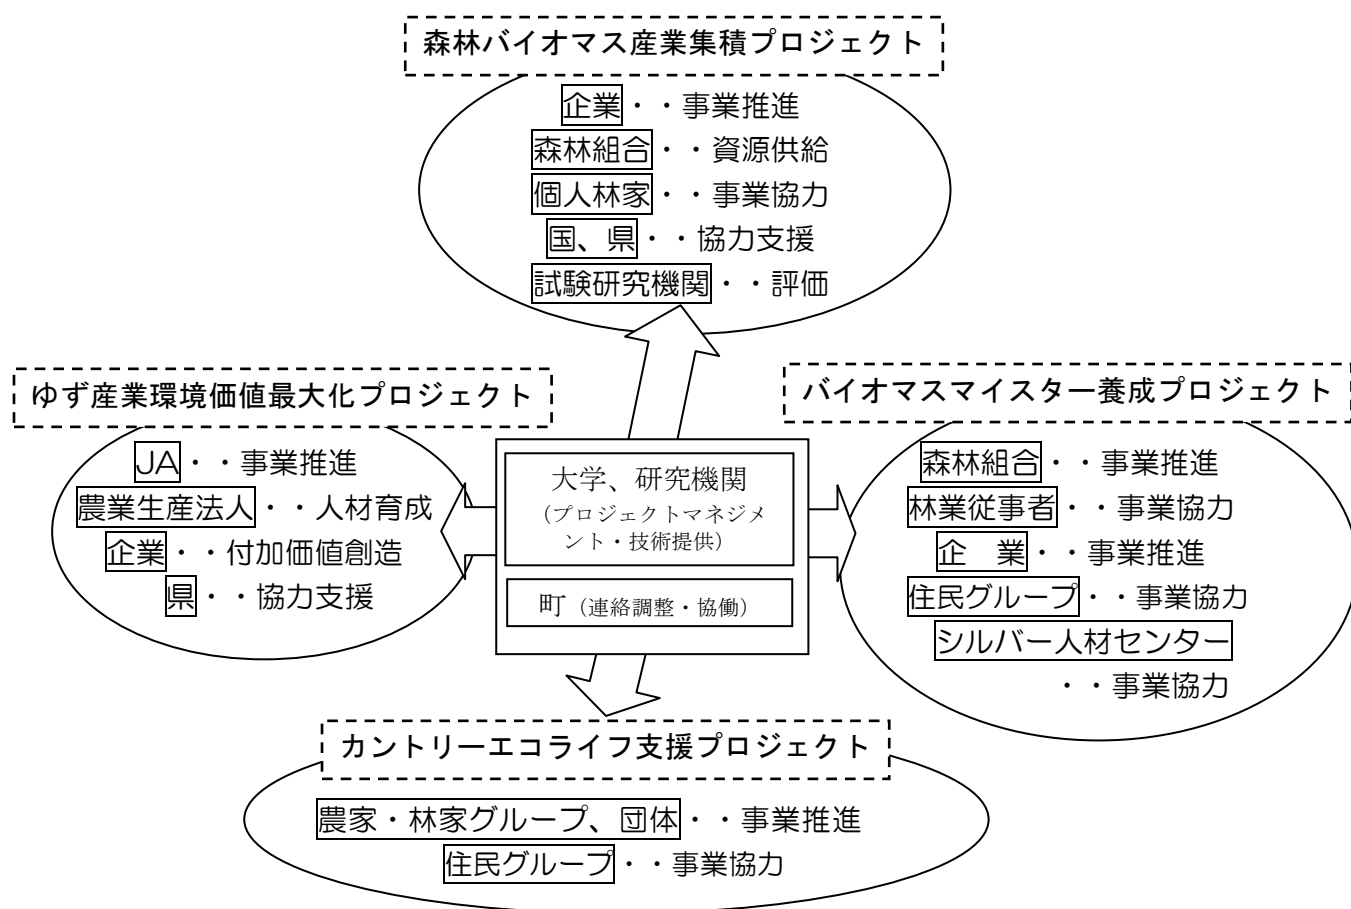 森林バイオマス産業集積プロジェクト
企業・・事業推進
森林組合・・資源供給
個人林家・・事業協力
国、県・・協力支援
試験研究機関・・評価
ゆず産業環境価値最大化プロジェクト
JA・・事業推進
農業生産法人・・人材育成
企業・・付加価値創造
県・・協力支援
大学、研究機関
（プロジェクトマネジメ
ント・技術提供）
町（連絡調整・協働）
バイオマスマイスター養成プロジェクト
森林組合・・事業推進
林業従事者・・事業協力
企　業・・事業推進
住民グループ・・事業協力
シルバー人材センター
・・事業協力
カントリーエコライフ支援プロジェクト
農家・林家グループ、団体・・事業推進
住民グループ・・事業協力